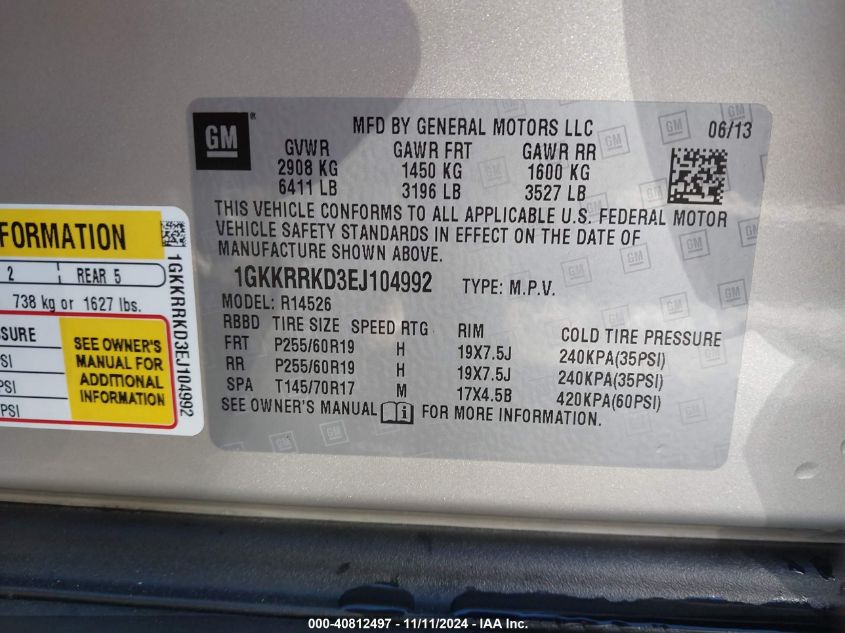 GM ®
MFD BY GENERAL MOTORS LLC 06/13
GVWR GAWR FRT GAWR RR
2908 KG 1450 KG 1600 KG
6411 LB 3196 LB 3527 LB
THIS VEHICLE CONFORMS TO ALL APPLICABLE U.S. FEDERAL MOTOR
VEHICLE SAFETY STANDARDS IN EFFECT ON THE DATE OF
MANUFACTURE SHOWN ABOVE.
1GKKRRKD3EJ104992 TYPE: M.P.V.
MODEL: R14526
RBBD TIRE SIZE SPEED RTG RIM COLD TIRE PRESSURE
FRT P255/60R19 H 19X7.5J 240KPA(35PSI)
RR P255/60R19 H 19X7.5J 240KPA(35PSI)
SPA T145/70R17 M 17X4.5B 420KPA(60PSI)
SEE OWNER'S MANUAL i FOR MORE INFORMATION.
FORMATION
2 REAR 5
738 kg or 1627 lbs.
SSURE
PSI
PSI
PSI
SEE OWNER'S
MANUAL FOR
ADDITIONAL
INFORMATION
1GKKRRKD3EJ104992
000-40812497 - 11/11/2024 - IAA Inc.